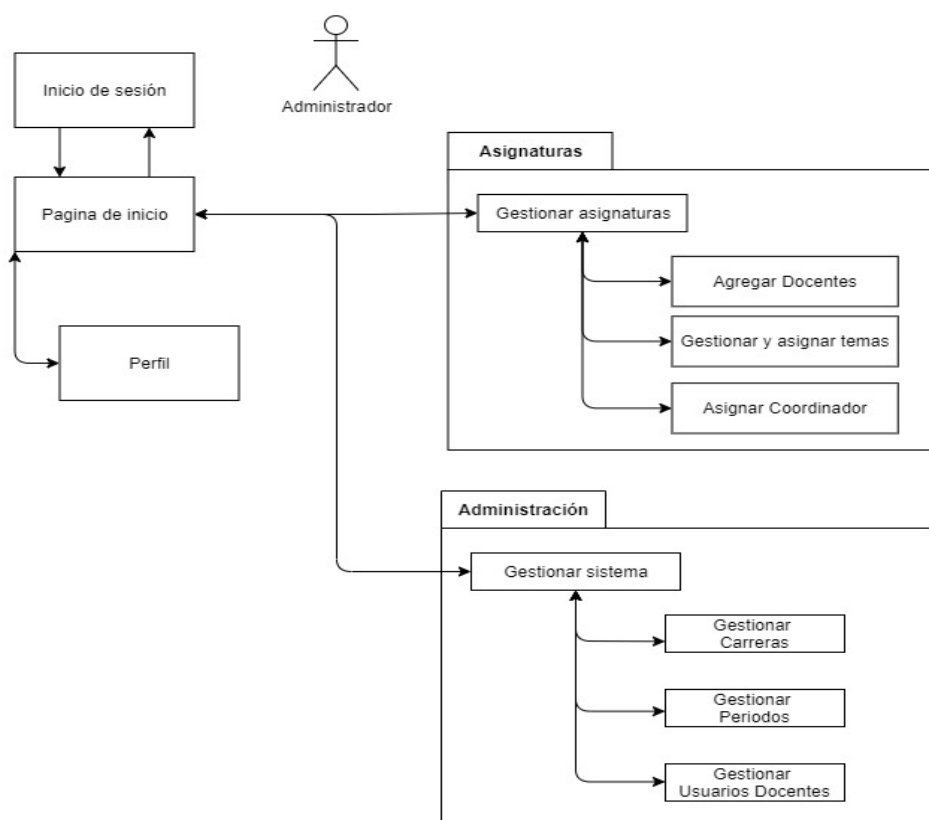 Inicio de sesión
Administrador
Pagina de inicio
Perfil
Asignaturas
Gestionar asignaturas
Agregar Docentes
Gestionar y asignar temas
Asignar Coordinador
Administración
Gestionar sistema
Gestionar
Carreras
Gestionar
Periodos
Gestionar
Usuarios Docentes